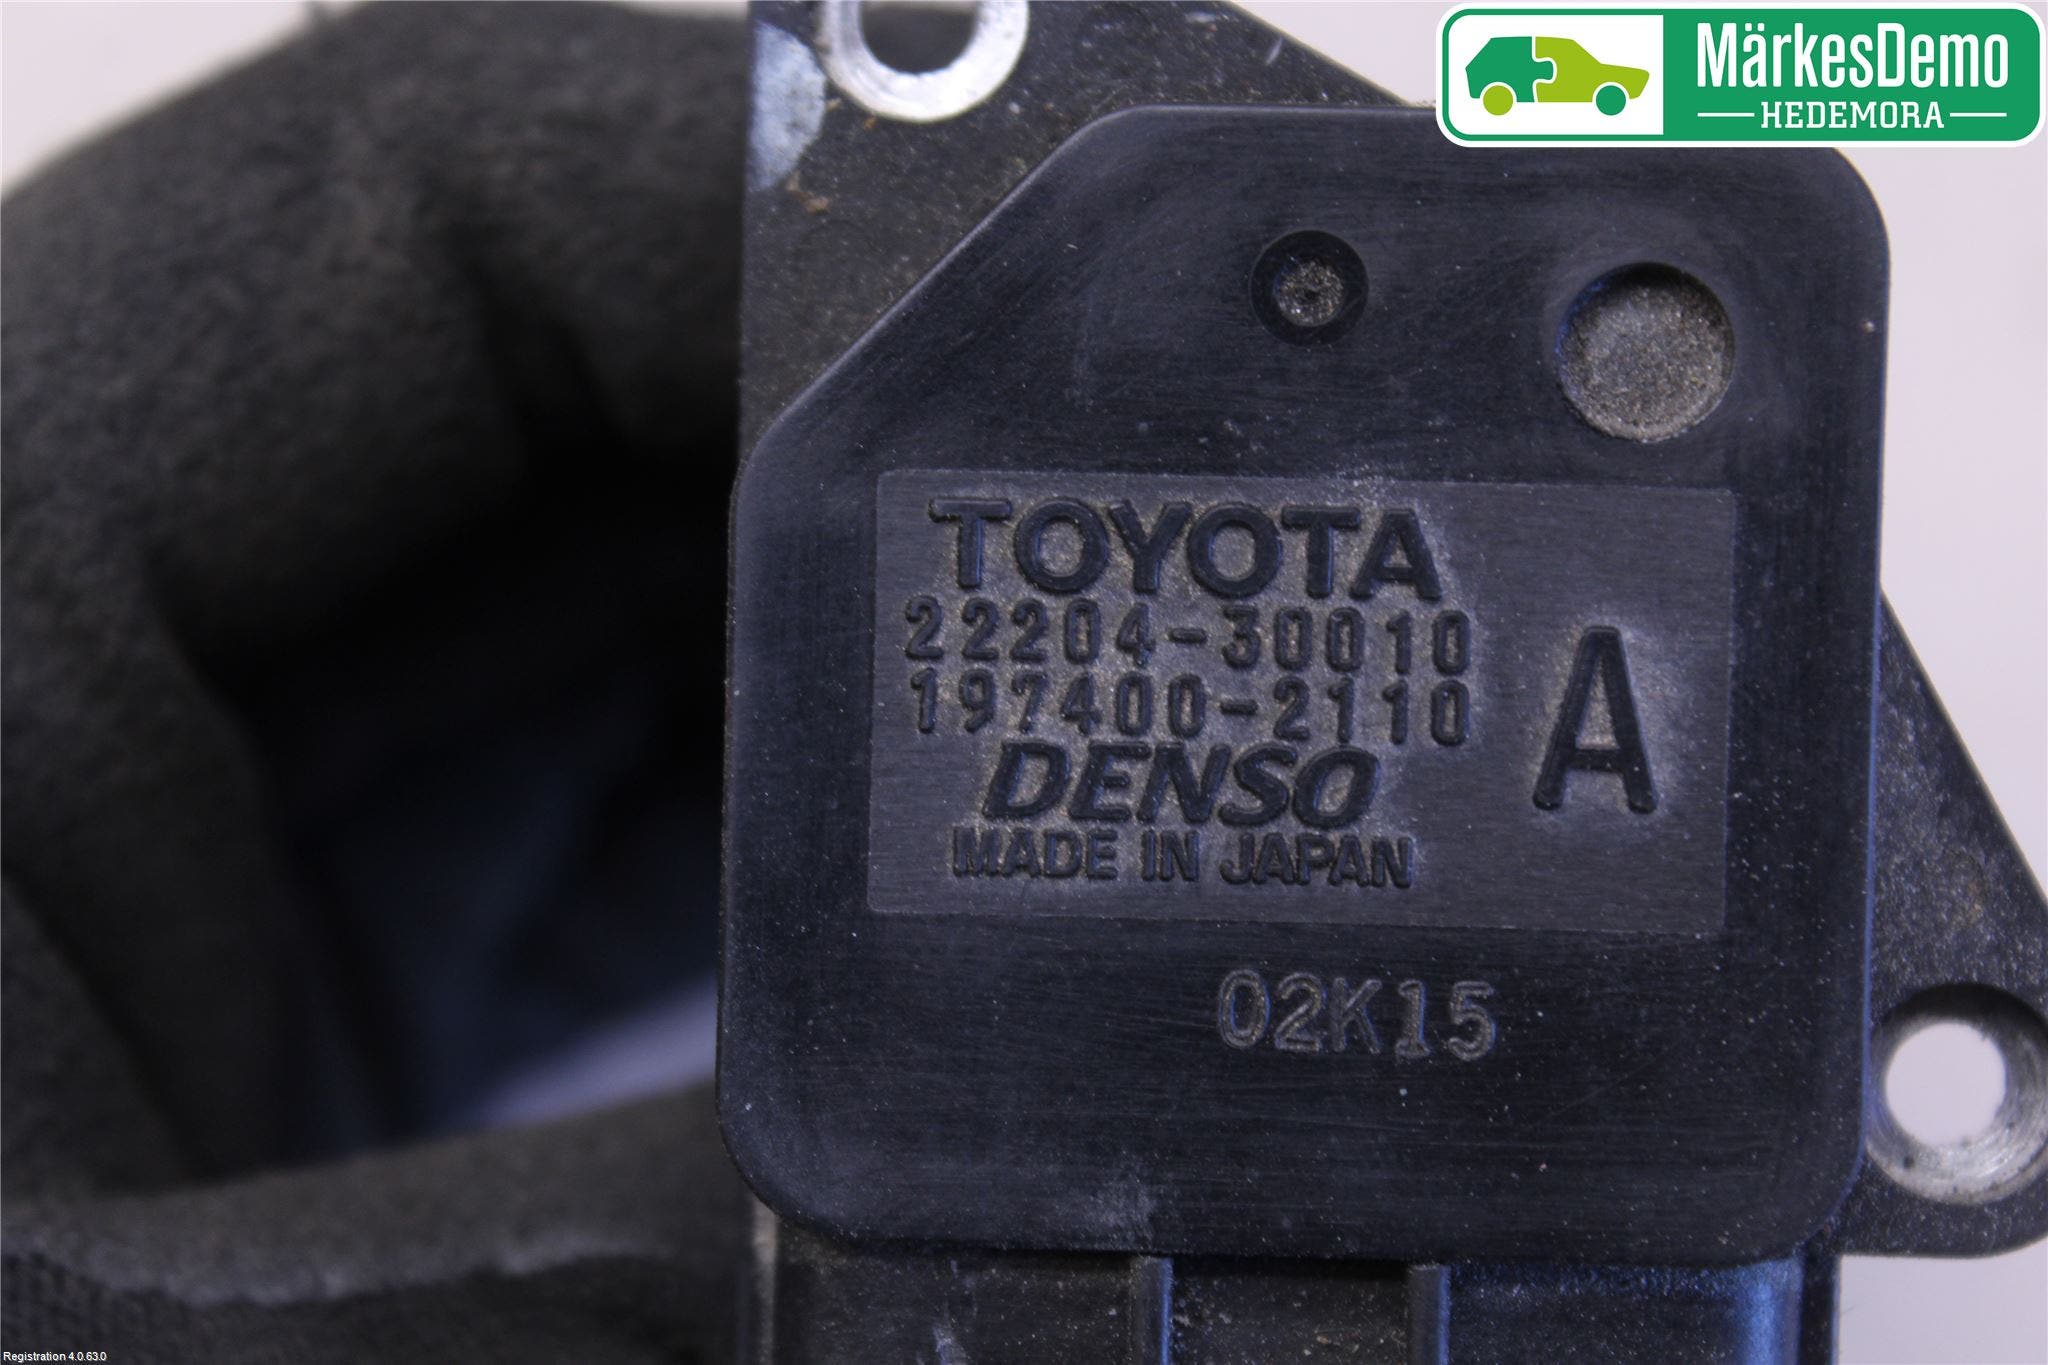 MärkesDemo
HEDEMORA
TOYOTA
22204-30010
197400-2110
A
DENSO
MADE IN JAPAN
02K15
Registration 4.0.63.0